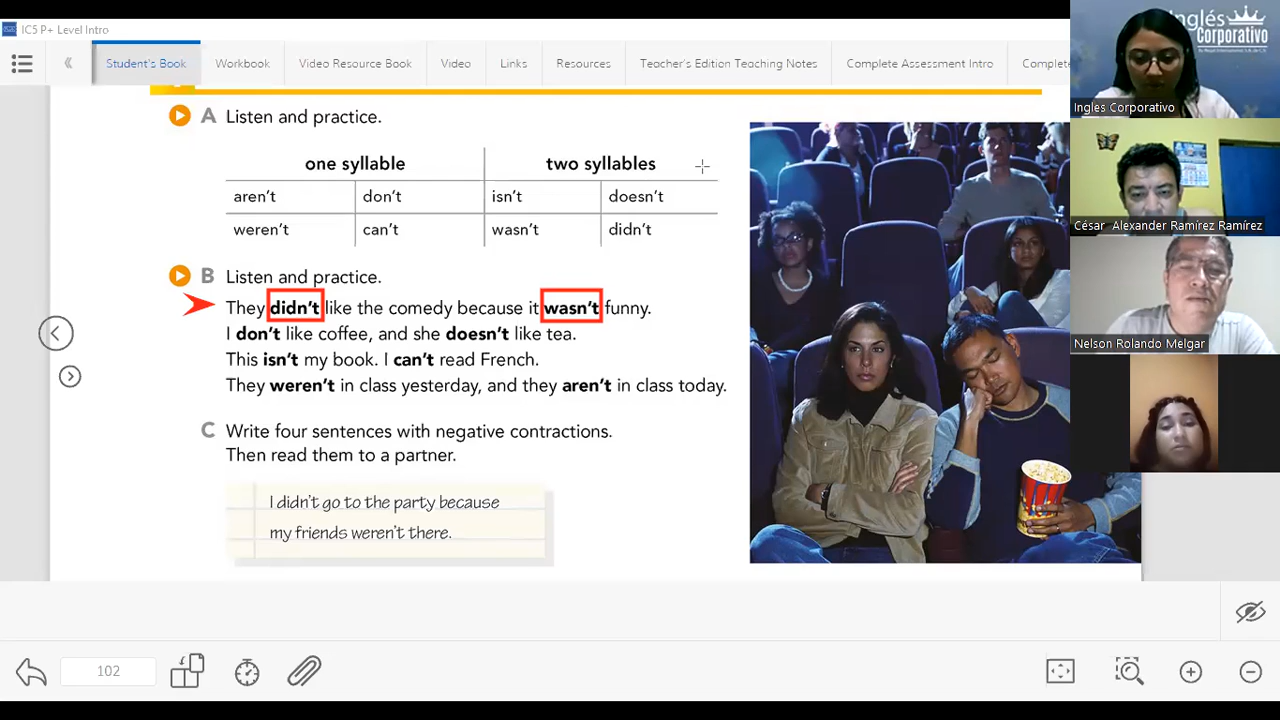 IC5 P+ Level Intro
Student's Book
Workbook
Video Resource Book
Video
Links
Resources
Teacher's Edition Teaching Notes
Complete Assessment Intro
Inglés
Corporativo
Ingles Corporativo
César Alexander Ramírez Ramírez
Nelson Rolando Melgar
A Listen and practice.
one syllable two syllables
aren't don't isn't doesn't
weren't can't wasn't didn't
B Listen and practice.
They didn't like the comedy because it wasn't funny.
I don't like coffee, and she doesn't like tea.
This isn't my book. I can't read French.
They weren't in class yesterday, and they aren't in class today.
C Write four sentences with negative contractions.
Then read them to a partner.
I didn't go to the party because
my friends weren't there.
102